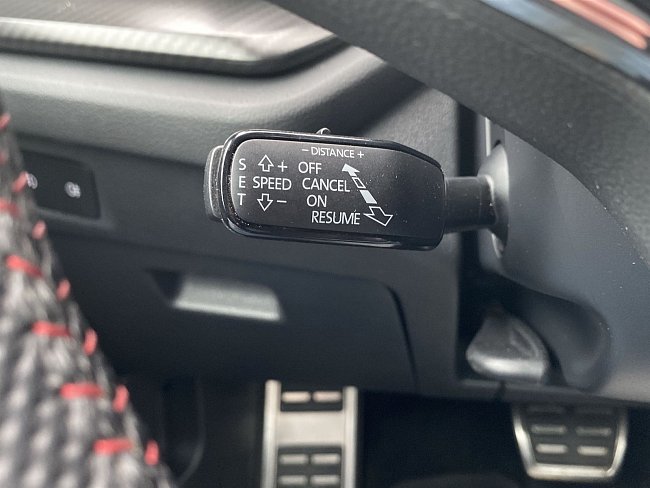 − DISTANCE +
S + OFF
E SPEED CANCEL
T − ON
RESUME